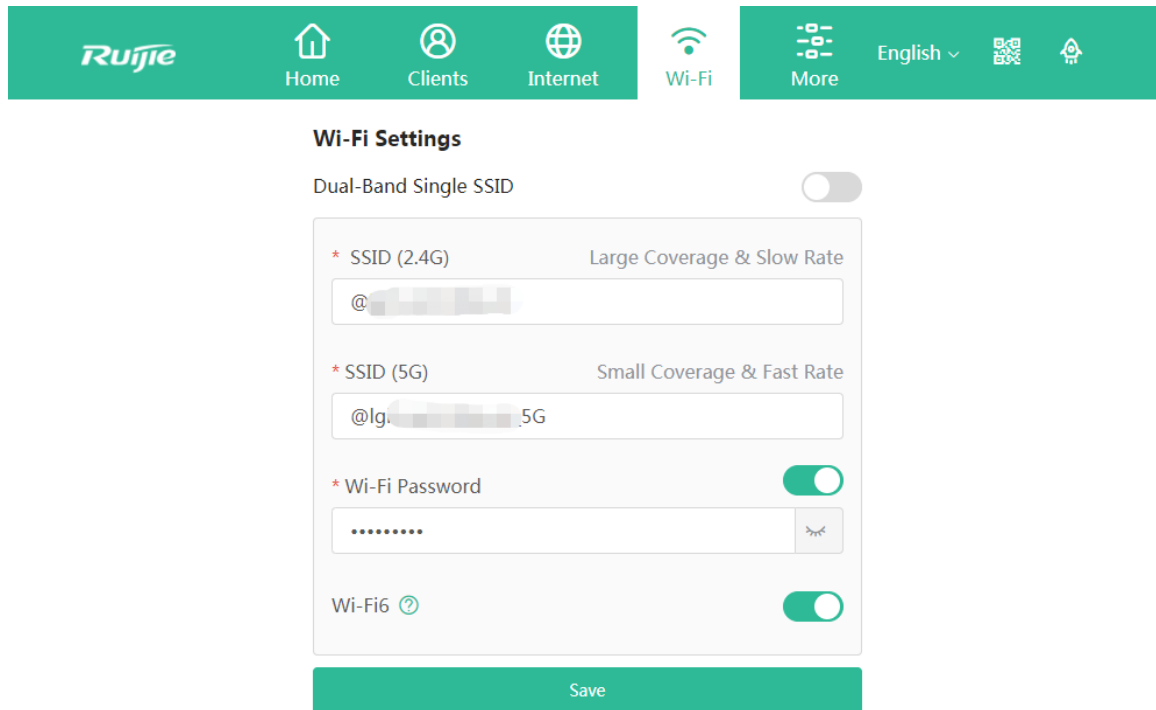 Ruijie
Home
Clients
Internet
Wi-Fi
More
English
Wi-Fi Settings
Dual-Band Single SSID
* SSID (2.4G) Large Coverage & Slow Rate
@
* SSID (5G) Small Coverage & Fast Rate
@lg 5G
* Wi-Fi Password
•••••••••
Wi-Fi6 ?
Save